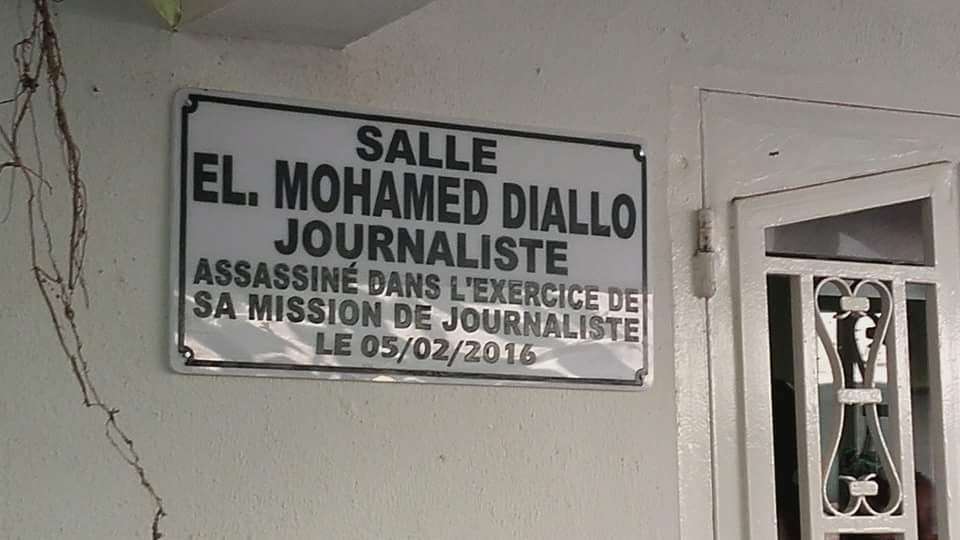 SALLE
EL. MOHAMED DIALLO
JOURNALISTE
ASSASSINÉ DANS L'EXERCICE DE
SA MISSION DE JOURNALISTE
LE 05/02/2016